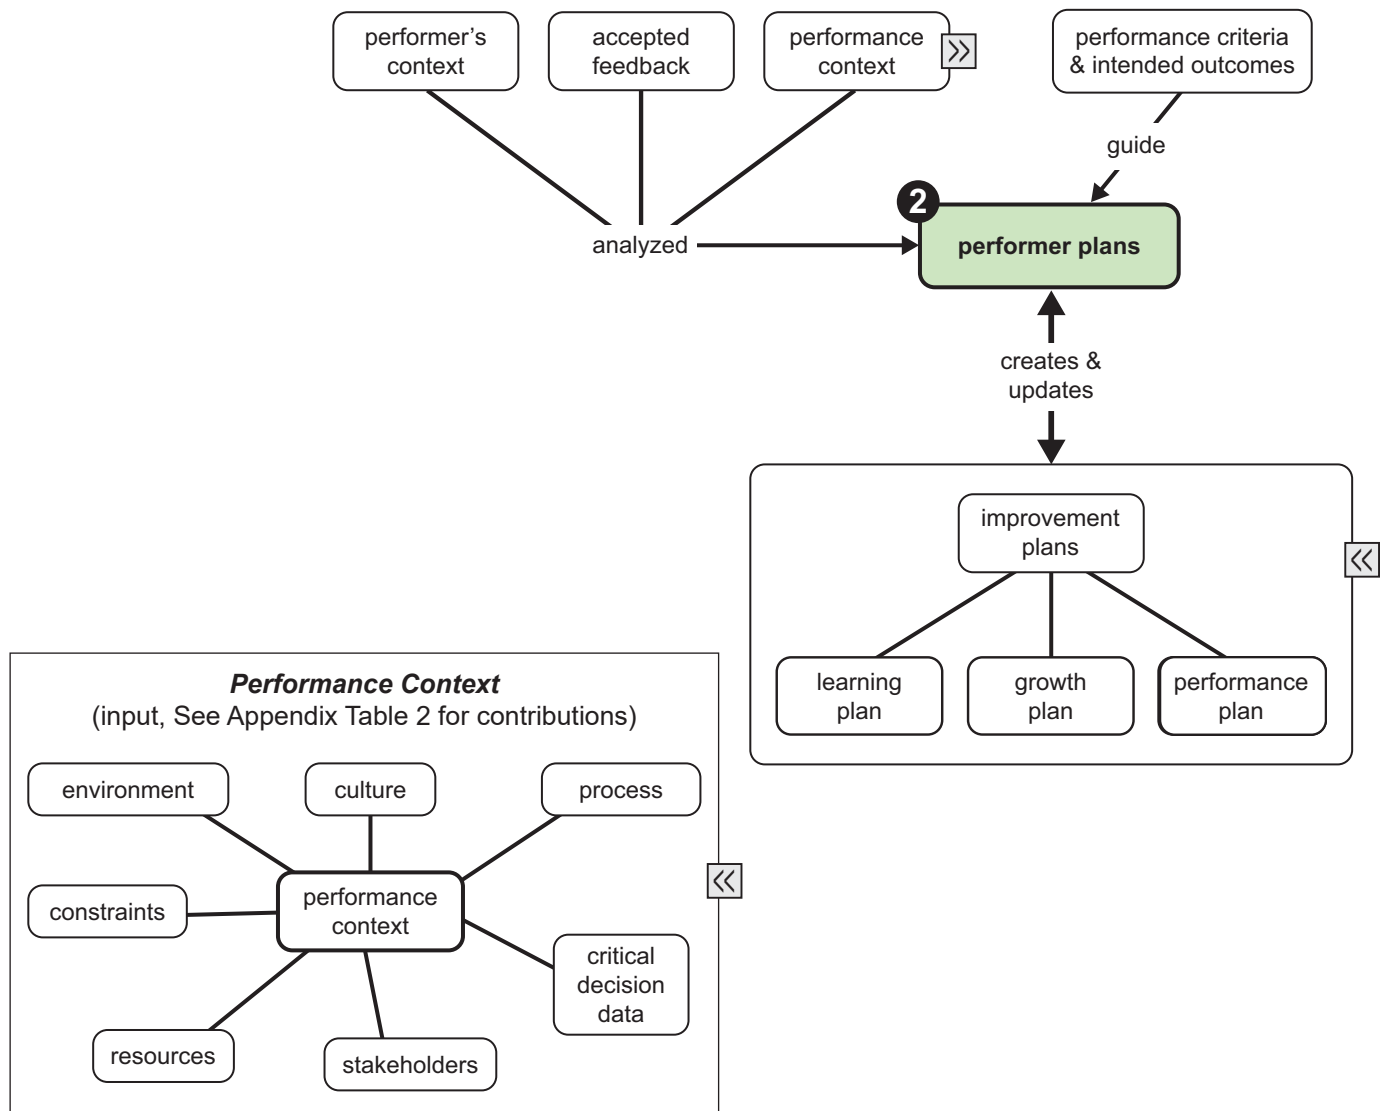 performer’s
context
accepted
feedback
performance
context
performance criteria
& intended outcomes
guide
2
analyzed
performer plans
creates &
updates
improvement
plans
learning
plan
growth
plan
performance
plan
Performance Context
(input, See Appendix Table 2 for contributions)
environment
culture
process
constraints
performance
context
critical
decision
data
resources
stakeholders